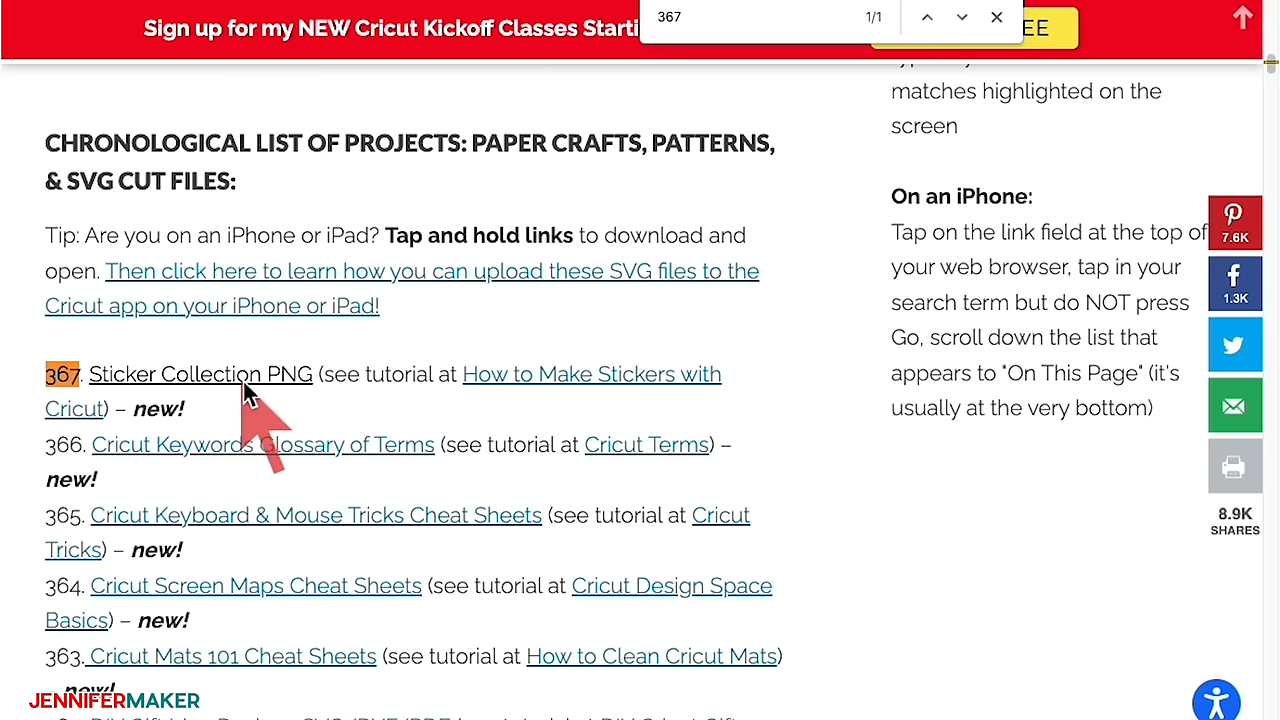 Sign up for my NEW Cricut Kickoff Classes Starti
367
1/1
EE
matches highlighted on the
screen
On an iPhone:
Tap on the link field at the top of
your web browser, tap in your
search term but do NOT press
Go, scroll down the list that
appears to "On This Page" (it's
usually at the very bottom)
CHRONOLOGICAL LIST OF PROJECTS: PAPER CRAFTS, PATTERNS,
& SVG CUT FILES:
Tip: Are you on an iPhone or iPad? Tap and hold links to download and
open. Then click here to learn how you can upload these SVG files to the
Cricut app on your iPhone or iPad!
367. Sticker Collection PNG (see tutorial at How to Make Stickers with
Cricut) – new!
366. Cricut Keywords Glossary of Terms (see tutorial at Cricut Terms) –
new!
365. Cricut Keyboard & Mouse Tricks Cheat Sheets (see tutorial at Cricut
Tricks) – new!
364. Cricut Screen Maps Cheat Sheets (see tutorial at Cricut Design Space
Basics) – new!
363. Cricut Mats 101 Cheat Sheets (see tutorial at How to Clean Cricut Mats)
new!
7.6K
1.3K
8.9K
SHARES
JENNIFERMAKER